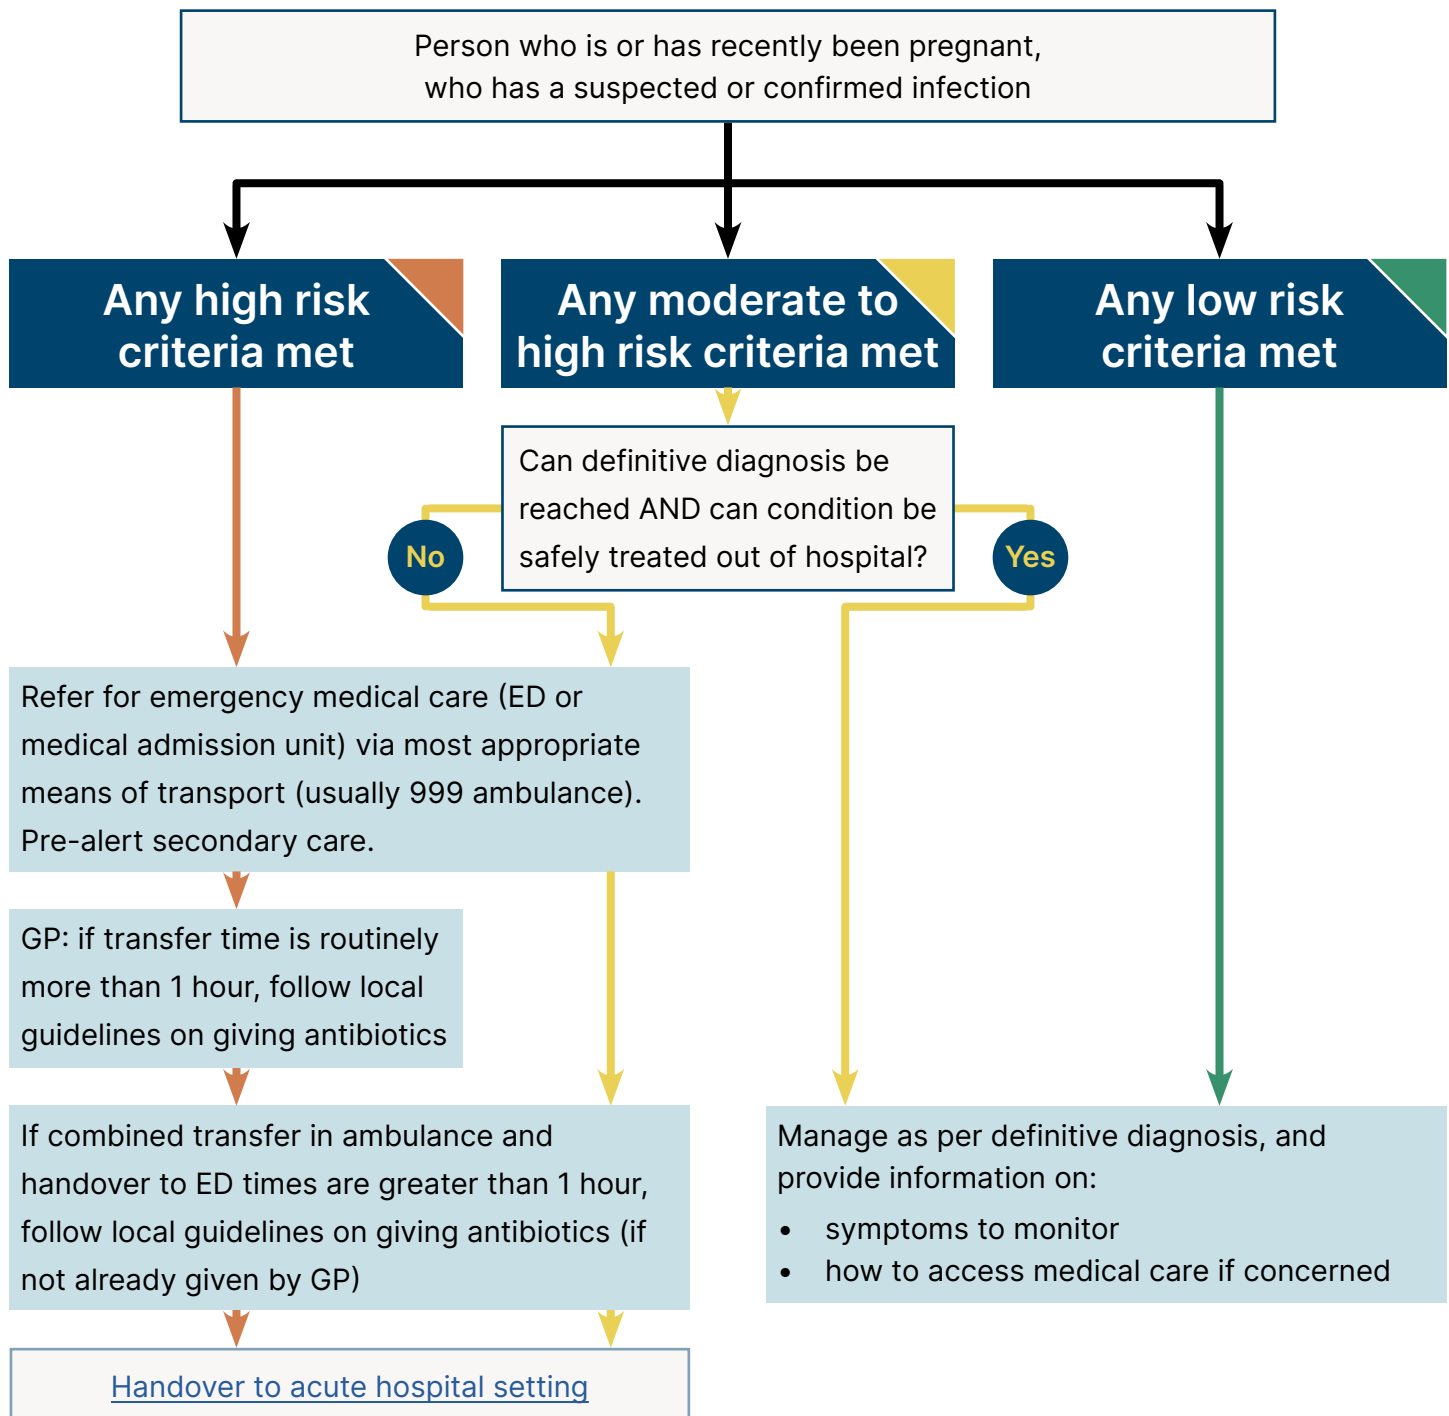 Person who is or has recently been pregnant,
who has a suspected or confirmed infection
Any high risk
criteria met
Any moderate to
high risk criteria met
Any low risk
criteria met
Can definitive diagnosis be
reached AND can condition be
safely treated out of hospital?
No
Yes
Refer for emergency medical care (ED or
medical admission unit) via most appropriate
means of transport (usually 999 ambulance).
Pre-alert secondary care.
GP: if transfer time is routinely
more than 1 hour, follow local
guidelines on giving antibiotics
If combined transfer in ambulance and
handover to ED times are greater than 1 hour,
follow local guidelines on giving antibiotics (if
not already given by GP)
Manage as per definitive diagnosis, and
provide information on:
• symptoms to monitor
• how to access medical care if concerned
Handover to acute hospital setting